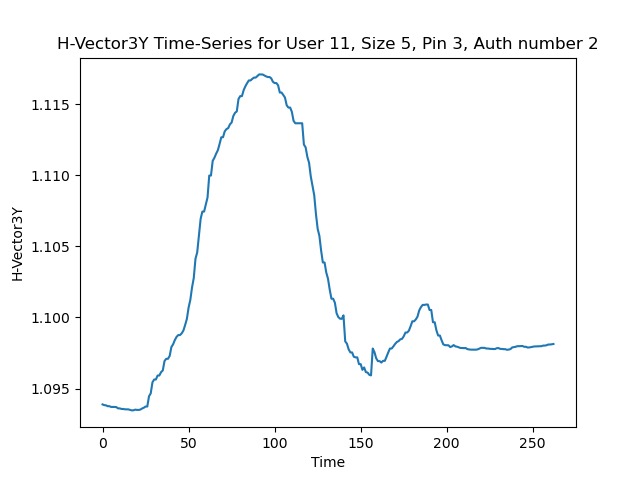 H-Vector3Y Time-Series for User 11, Size 5, Pin 3, Auth number 2
H-Vector3Y
1.115
1.110
1.105
1.100
1.095
0 50 100 150 200 250
Time